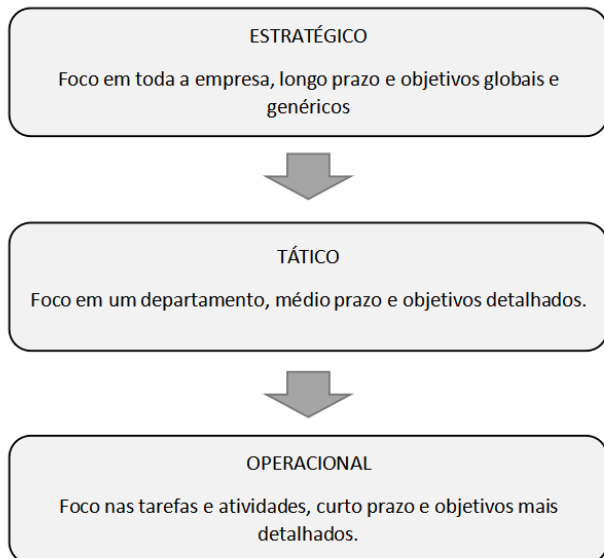 ESTRATÉGICO
Foco em toda a empresa, longo prazo e objetivos globais e
genéricos
TÁTICO
Foco em um departamento, médio prazo e objetivos detalhados.
OPERACIONAL
Foco nas tarefas e atividades, curto prazo e objetivos mais
detalhados.